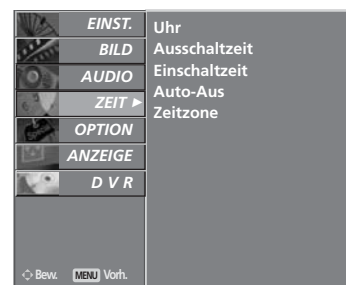 EINST.
BILD
AUDIO
ZEIT ►
OPTION
ANZEIGE
D V R
Uhr
Ausschaltzeit
Einschaltzeit
Auto-Aus
Zeitzone
Bew. MENU Vorh.